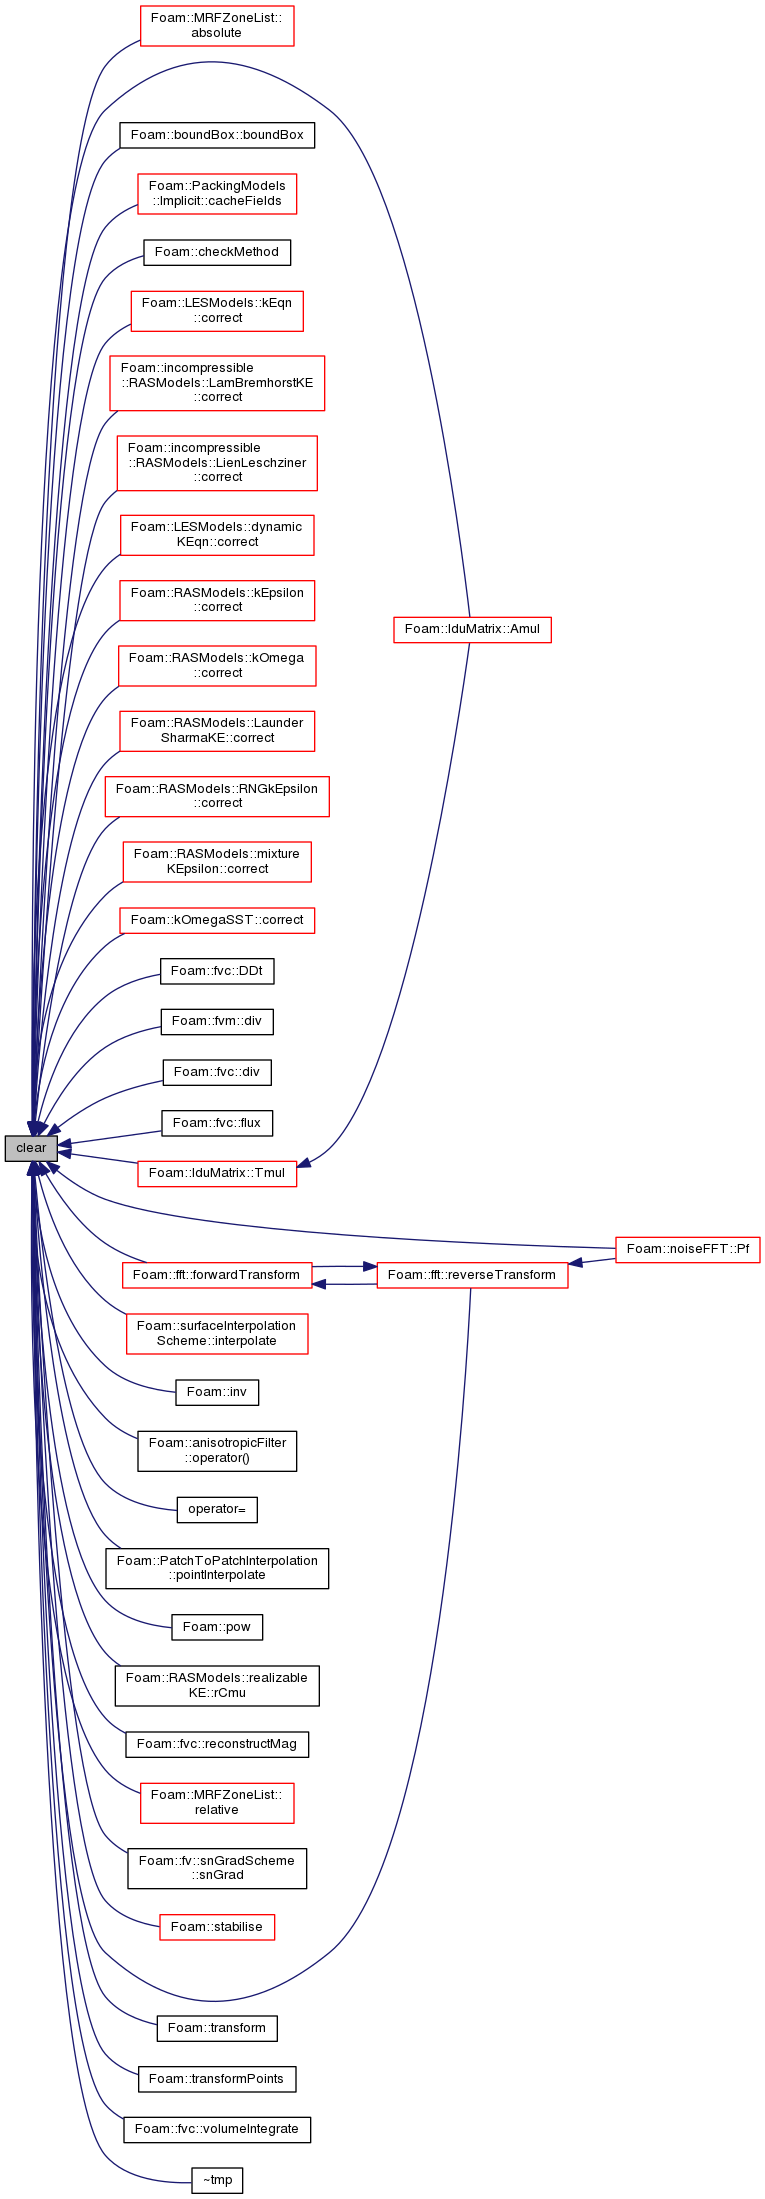 Foam::MRFZoneList::
absolute
Foam::boundBox::boundBox
Foam::PackingModels
::Implicit::cacheFields
Foam::checkMethod
Foam::LESModels::kEqn
::correct
Foam::incompressible
::RASModels::LamBremhorstKE
::correct
Foam::incompressible
::RASModels::LienLeschziner
::correct
Foam::LESModels::dynamic
KEqn::correct
Foam::RASModels::kEpsilon
::correct
Foam::lduMatrix::Amul
Foam::RASModels::kOmega
::correct
Foam::RASModels::Launder
SharmaKE::correct
Foam::RASModels::RNGkEpsilon
::correct
Foam::RASModels::mixture
KEpsilon::correct
Foam::kOmegaSST::correct
Foam::fvc::DDt
Foam::fvm::div
Foam::fvc::div
Foam::fvc::flux
clear
Foam::lduMatrix::Tmul
Foam::noiseFFT::Pf
Foam::fft::forwardTransform
Foam::fft::reverseTransform
Foam::surfaceInterpolation
Scheme::interpolate
Foam::inv
Foam::anisotropicFilter
::operator()
operator=
Foam::PatchToPatchInterpolation
::pointInterpolate
Foam::pow
Foam::RASModels::realizable
KE::rCmu
Foam::fvc::reconstructMag
Foam::MRFZoneList::
relative
Foam::fv::snGradScheme
::snGrad
Foam::stabilise
Foam::transform
Foam::transformPoints
Foam::fvc::volumeIntegrate
~tmp